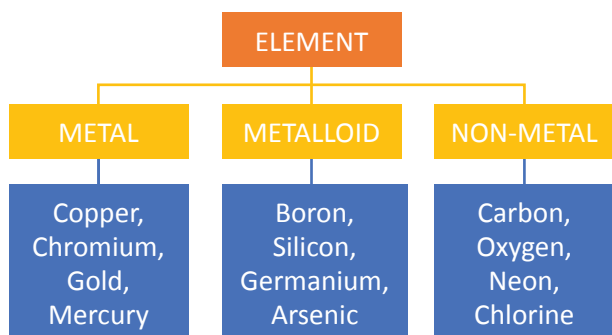 ELEMENT
METAL
METALLOID
NON-METAL
Copper,
Chromium,
Gold,
Mercury
Boron,
Silicon,
Germanium,
Arsenic
Carbon,
Oxygen,
Neon,
Chlorine